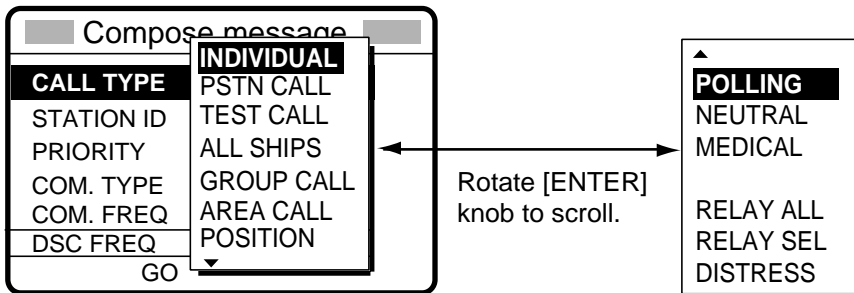 Compose message
CALL TYPE
STATION ID
PRIORITY
COM. TYPE
COM. FREQ
DSC FREQ
GO
INDIVIDUAL
PSTN CALL
TEST CALL
ALL SHIPS
GROUP CALL
AREA CALL
POSITION
Rotate [ENTER]
knob to scroll.
POLLING
NEUTRAL
MEDICAL
RELAY ALL
RELAY SEL
DISTRESS